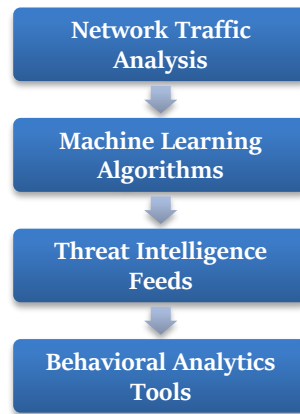 Network Traffic
Analysis
Machine Learning
Algorithms
Threat Intelligence
Feeds
Behavioral Analytics
Tools